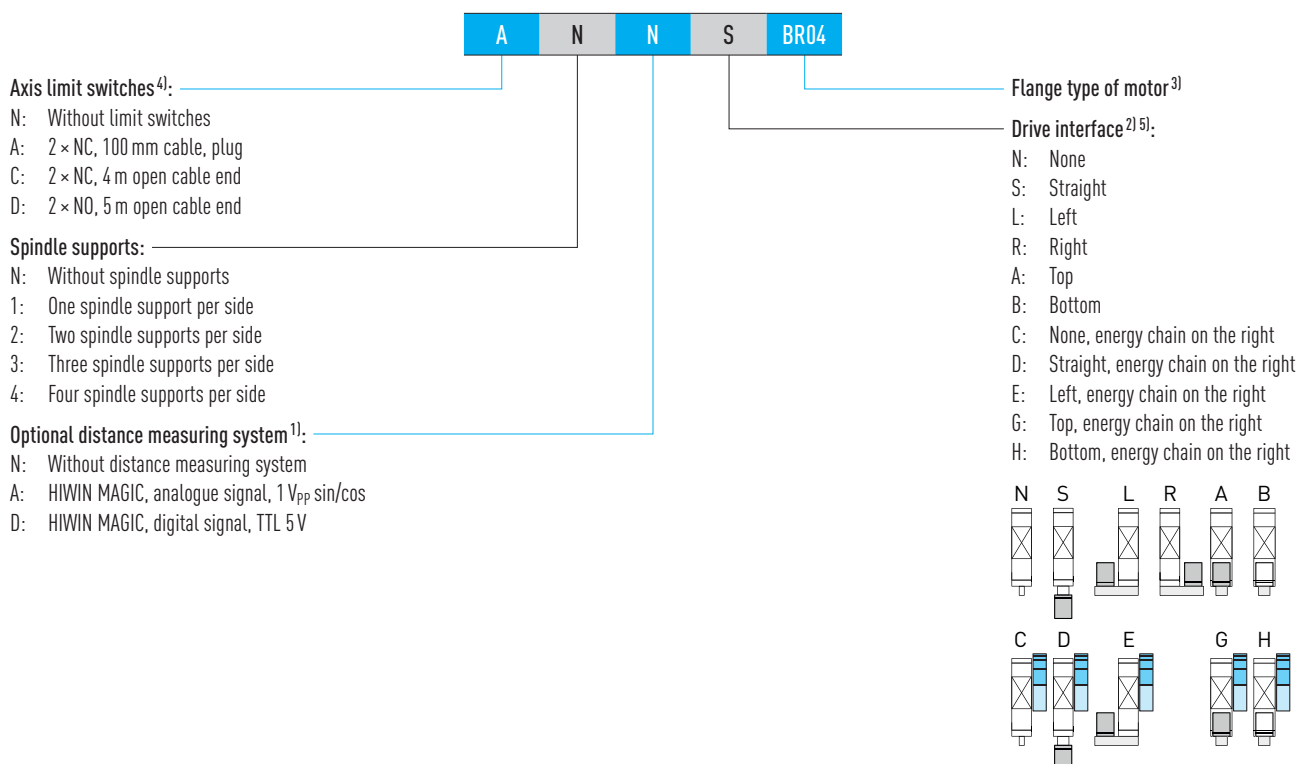 A N N S BR04
Axis limit switches 4):
N: Without limit switches
A: 2 × NC, 100 mm cable, plug
C: 2 × NC, 4 m open cable end
D: 2 × NO, 5 m open cable end
Spindle supports:
N: Without spindle supports
1: One spindle support per side
2: Two spindle supports per side
3: Three spindle supports per side
4: Four spindle supports per side
Optional distance measuring system 1):
N: Without distance measuring system
A: HIWIN MAGIC, analogue signal, 1 VPP sin/cos
D: HIWIN MAGIC, digital signal, TTL 5 V
Flange type of motor 3)
Drive interface 2) 5):
N: None
S: Straight
L: Left
R: Right
A: Top
B: Bottom
C: None, energy chain on the right
D: Straight, energy chain on the right
E: Left, energy chain on the right
G: Top, energy chain on the right
H: Bottom, energy chain on the right
N S L R A B
C D E G H